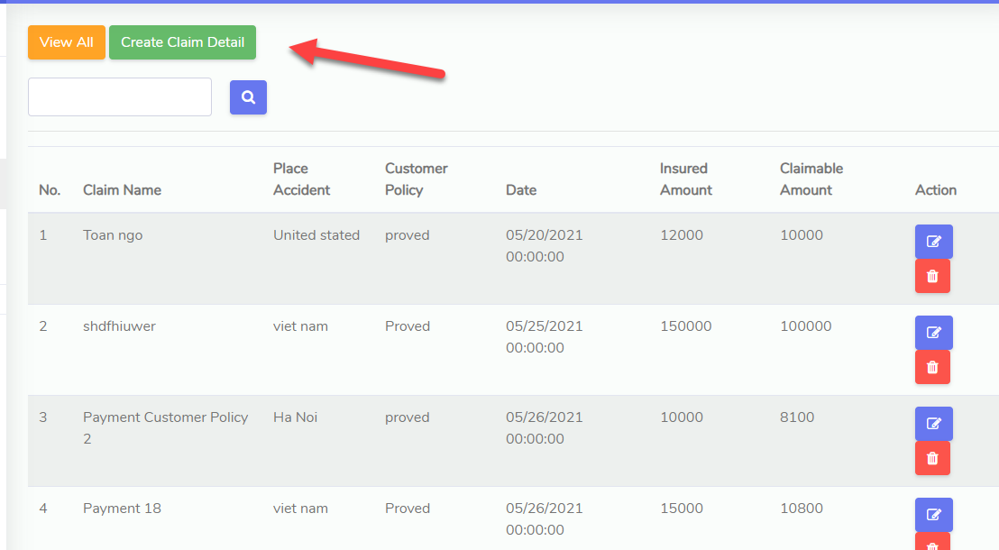 View All Create Claim Detail
No. Claim Name Place Accident Customer Policy Date Insured Amount Claimable Amount Action
1 Toan ngo United stated proved 05/20/2021 00:00:00 12000 10000
2 shdfhiuwer viet nam Proved 05/25/2021 00:00:00 150000 100000
3 Payment Customer Policy 2 Ha Noi proved 05/26/2021 00:00:00 10000 8100
4 Payment 18 viet nam Proved 05/26/2021 00:00:00 15000 10800